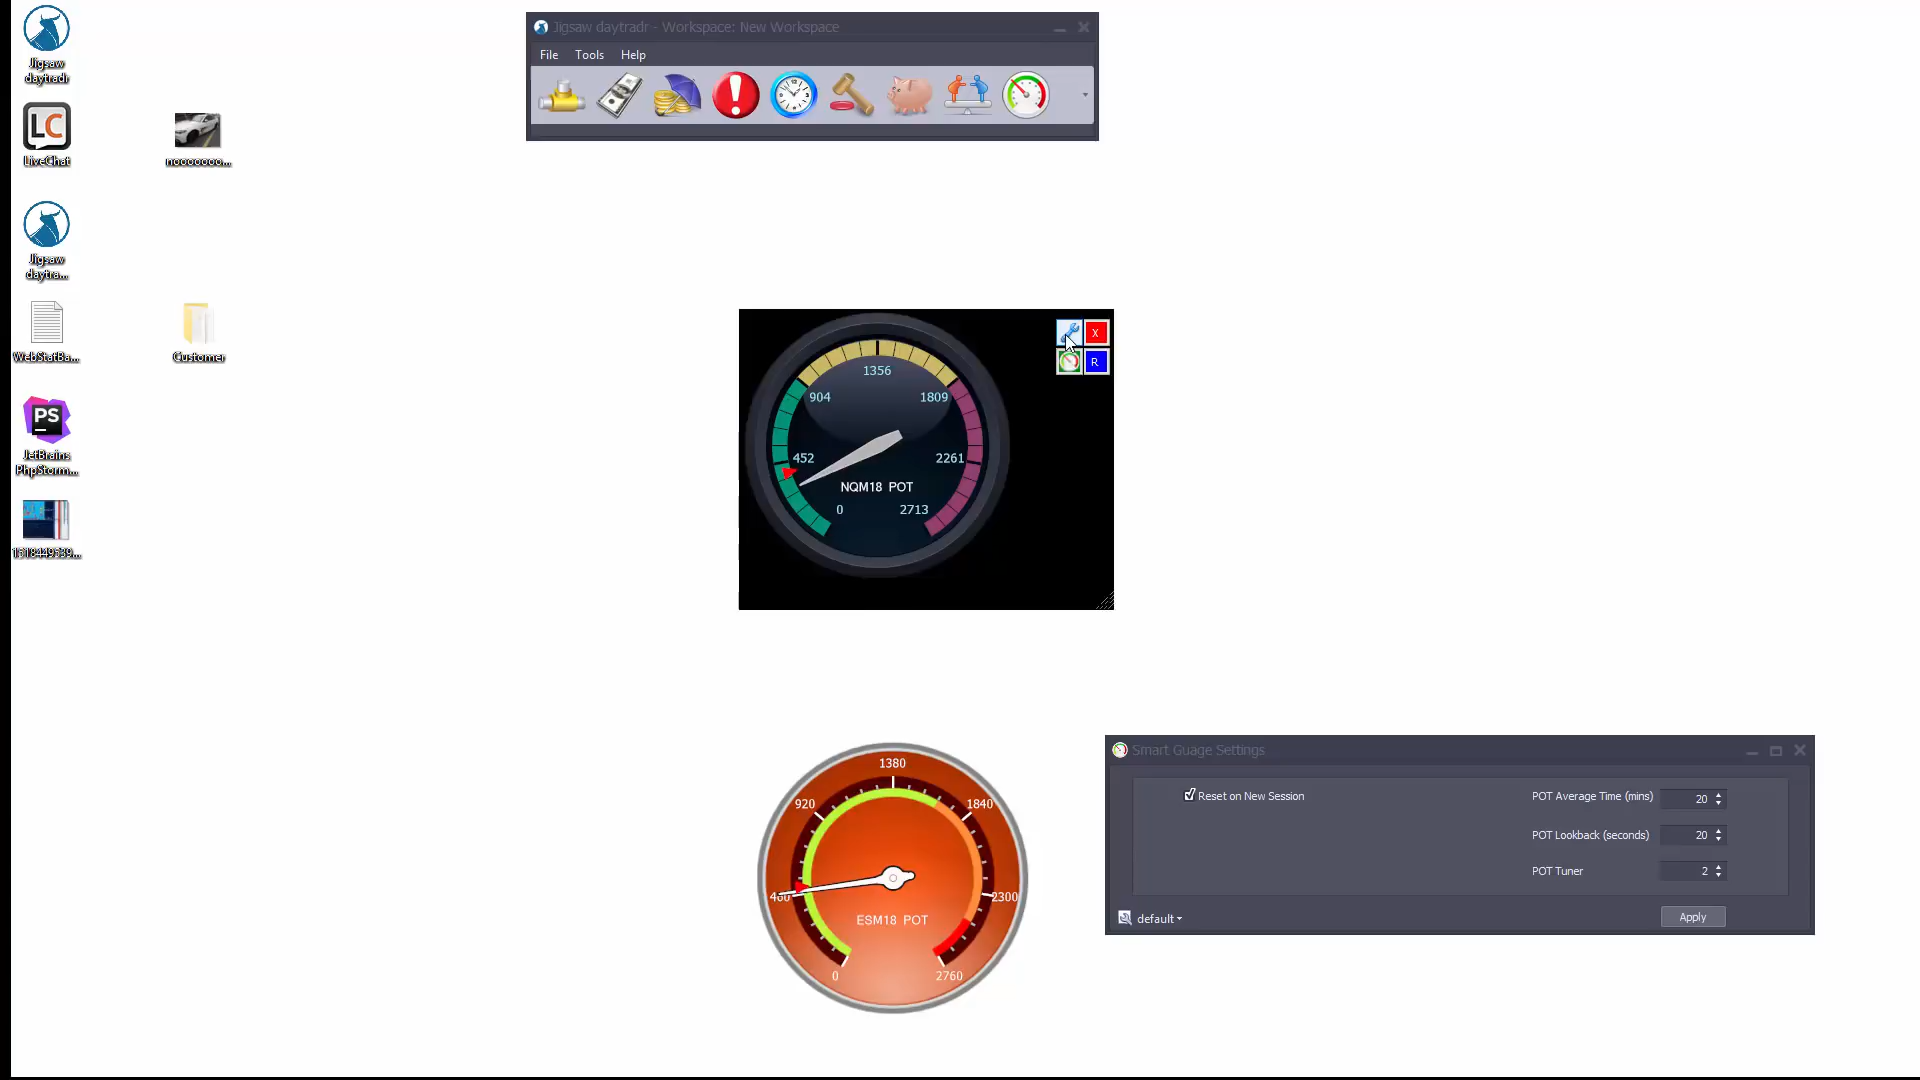 Jigsaw daytradr - Workspace: New Workspace
File Tools Help
Jigsaw
daytradr
LC
LiveChat
nooooooo...
Jigsaw
daytra...
WebStatBa...
Customer
PS
JetBrains
PhpStorm...
1518449539...
X
R
1356
904
1809
452
2261
NQM18 POT
0
2713
1380
920
1840
460
2300
ESM18 POT
0
2760
Smart Guage Settings
Reset on New Session
POT Average Time (mins) 20
POT Lookback (seconds) 20
POT Tuner 2
default
Apply